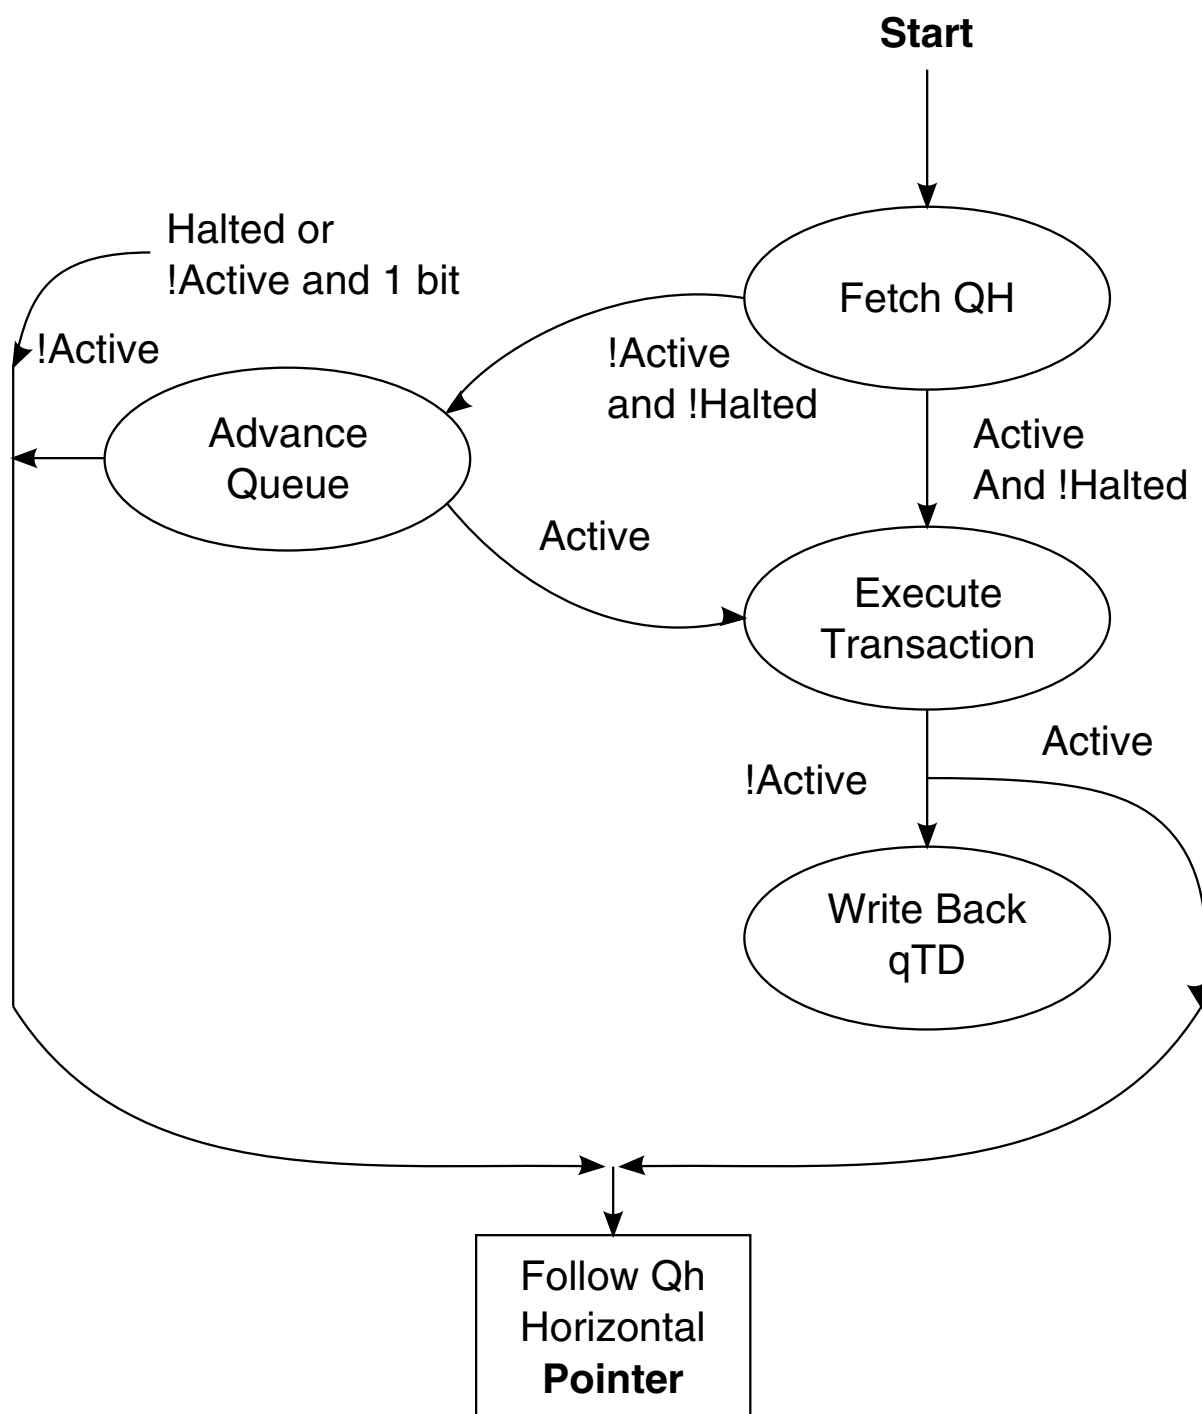 Start
Halted or
!Active and 1 bit
Fetch QH
!Active
!Active
and !Halted
Advance
Queue
Active
And !Halted
Active
Execute
Transaction
Active
!Active
Write Back
qTD
Follow Qh
Horizontal
Pointer